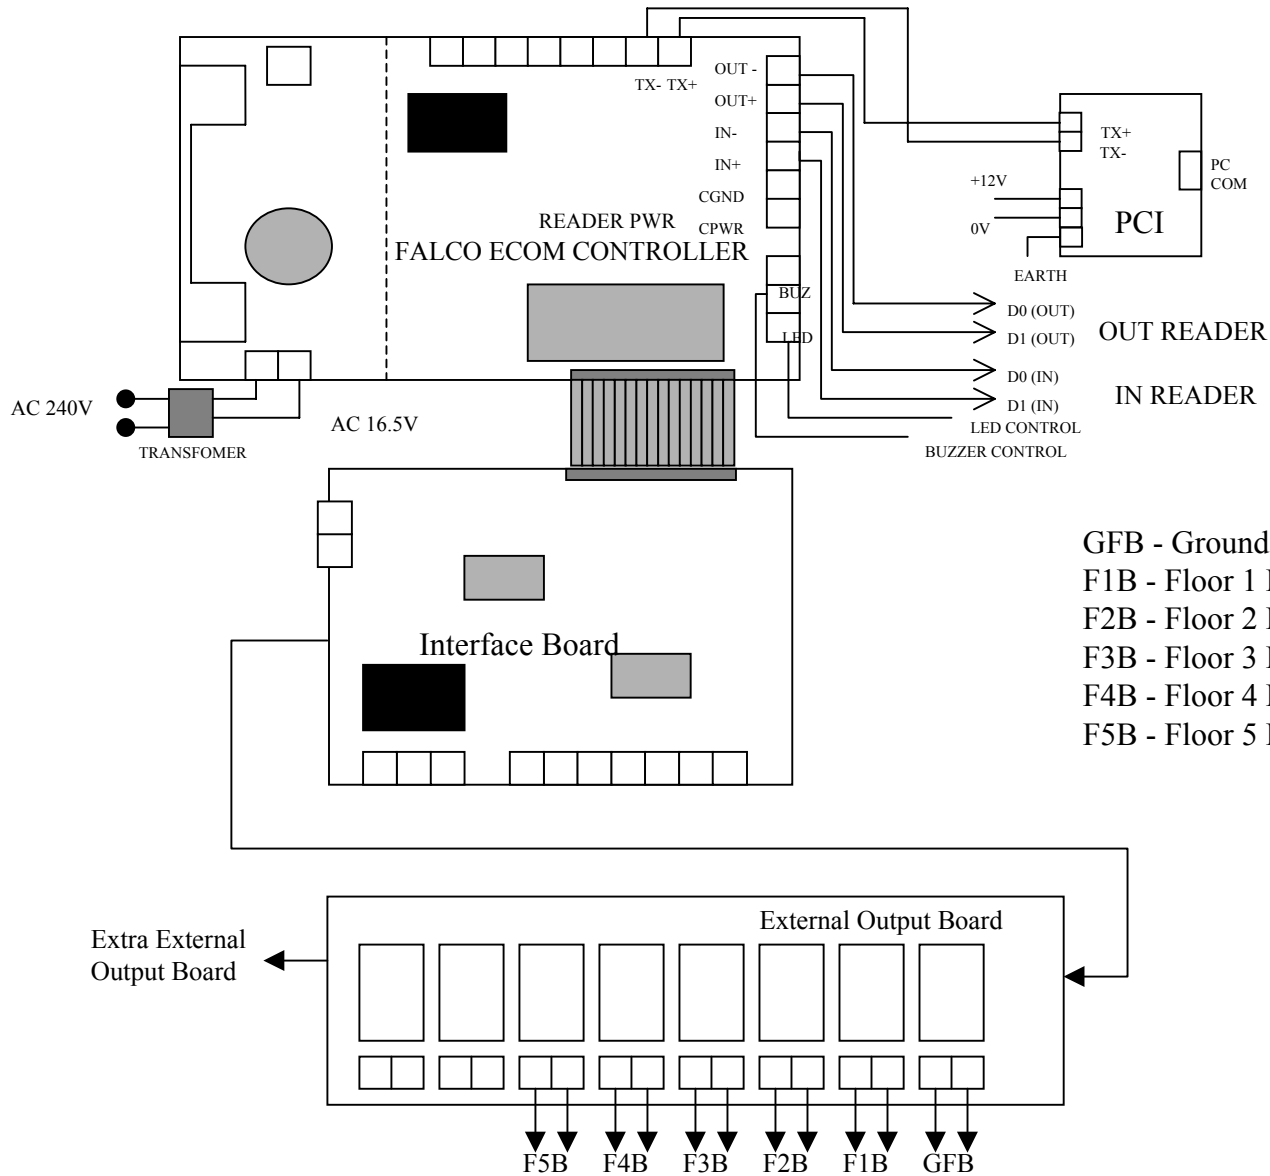 TX- TX+
OUT -
OUT+
IN-
IN+
CGND
CPWR
READER PWR
FALCO ECOM CONTROLLER
BUZ
LED
TX+
TX-
PC
COM
+12V
0V
PCI
EARTH
D0 (OUT)
D1 (OUT)
OUT READER
D0 (IN)
D1 (IN)
IN READER
LED CONTROL
BUZZER CONTROL
AC 240V
AC 16.5V
TRANSFOMER
Interface Board
GFB - Ground
F1B - Floor 1
F2B - Floor 2
F3B - Floor 3
F4B - Floor 4
F5B - Floor 5
External Output Board
Extra External
Output Board
F5B F4B F3B F2B F1B GFB